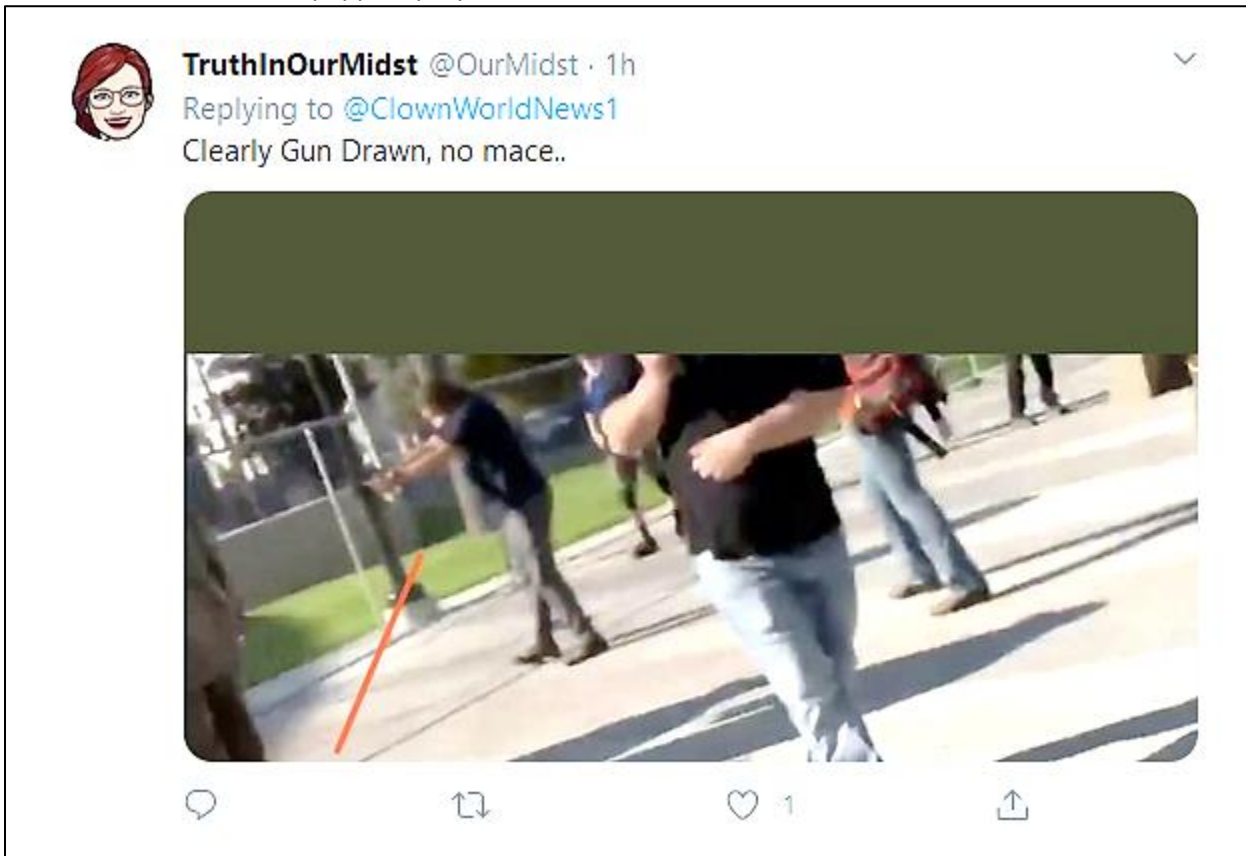 TruthInOurMidst @OurMidst · 1h
Replying to @ClownWorldNews1
Clearly Gun Drawn, no mace..
1